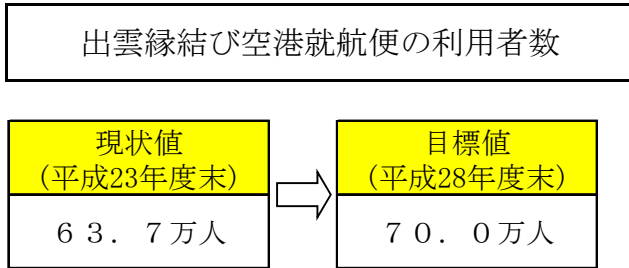 出雲縁結び空港就航便の利用者数
現状値
(平成23年度末)
６３．７万人
目標値
(平成28年度末)
７０．０万人